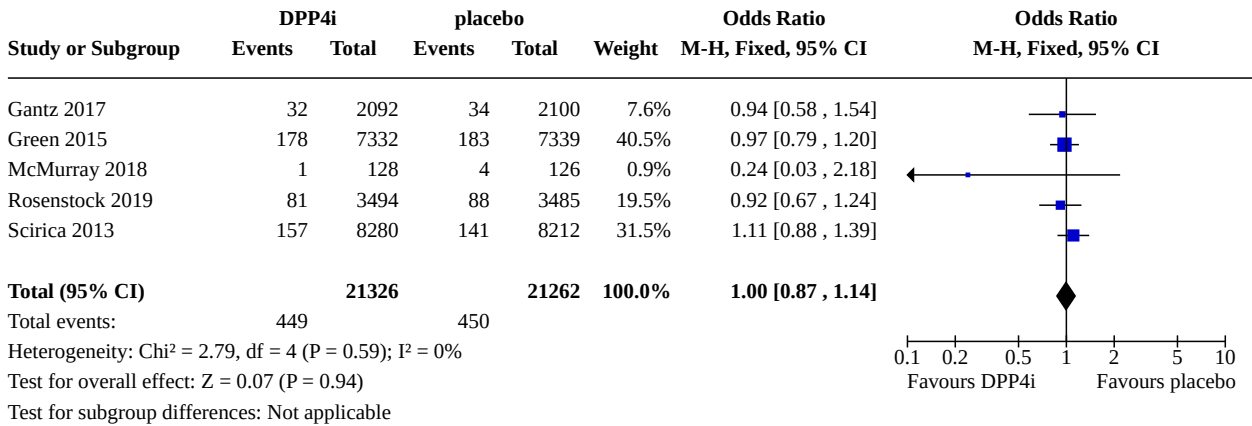 DPP4i placebo Odds Ratio Odds Ratio
Study or Subgroup Events Total Events Total Weight M-H, Fixed, 95% CI M-H, Fixed, 95% CI
Gantz 2017 32 2092 34 2100 7.6% 0.94 [0.58 , 1.54]
Green 2015 178 7332 183 7339 40.5% 0.97 [0.79 , 1.20]
McMurray 2018 1 128 4 126 0.9% 0.24 [0.03 , 2.18]
Rosenstock 2019 81 3494 88 3485 19.5% 0.92 [0.67 , 1.24]
Scirica 2013 157 8280 141 8212 31.5% 1.11 [0.88 , 1.39]
Total (95% CI) 21326 21262 100.0% 1.00 [0.87 , 1.14]
Total events: 449 450
Heterogeneity: Chi² = 2.79, df = 4 (P = 0.59); I² = 0%
0.1 0.2 0.5 1 2 5 10
Test for overall effect: Z = 0.07 (P = 0.94) Favours DPP4i Favours placebo
Test for subgroup differences: Not applicable